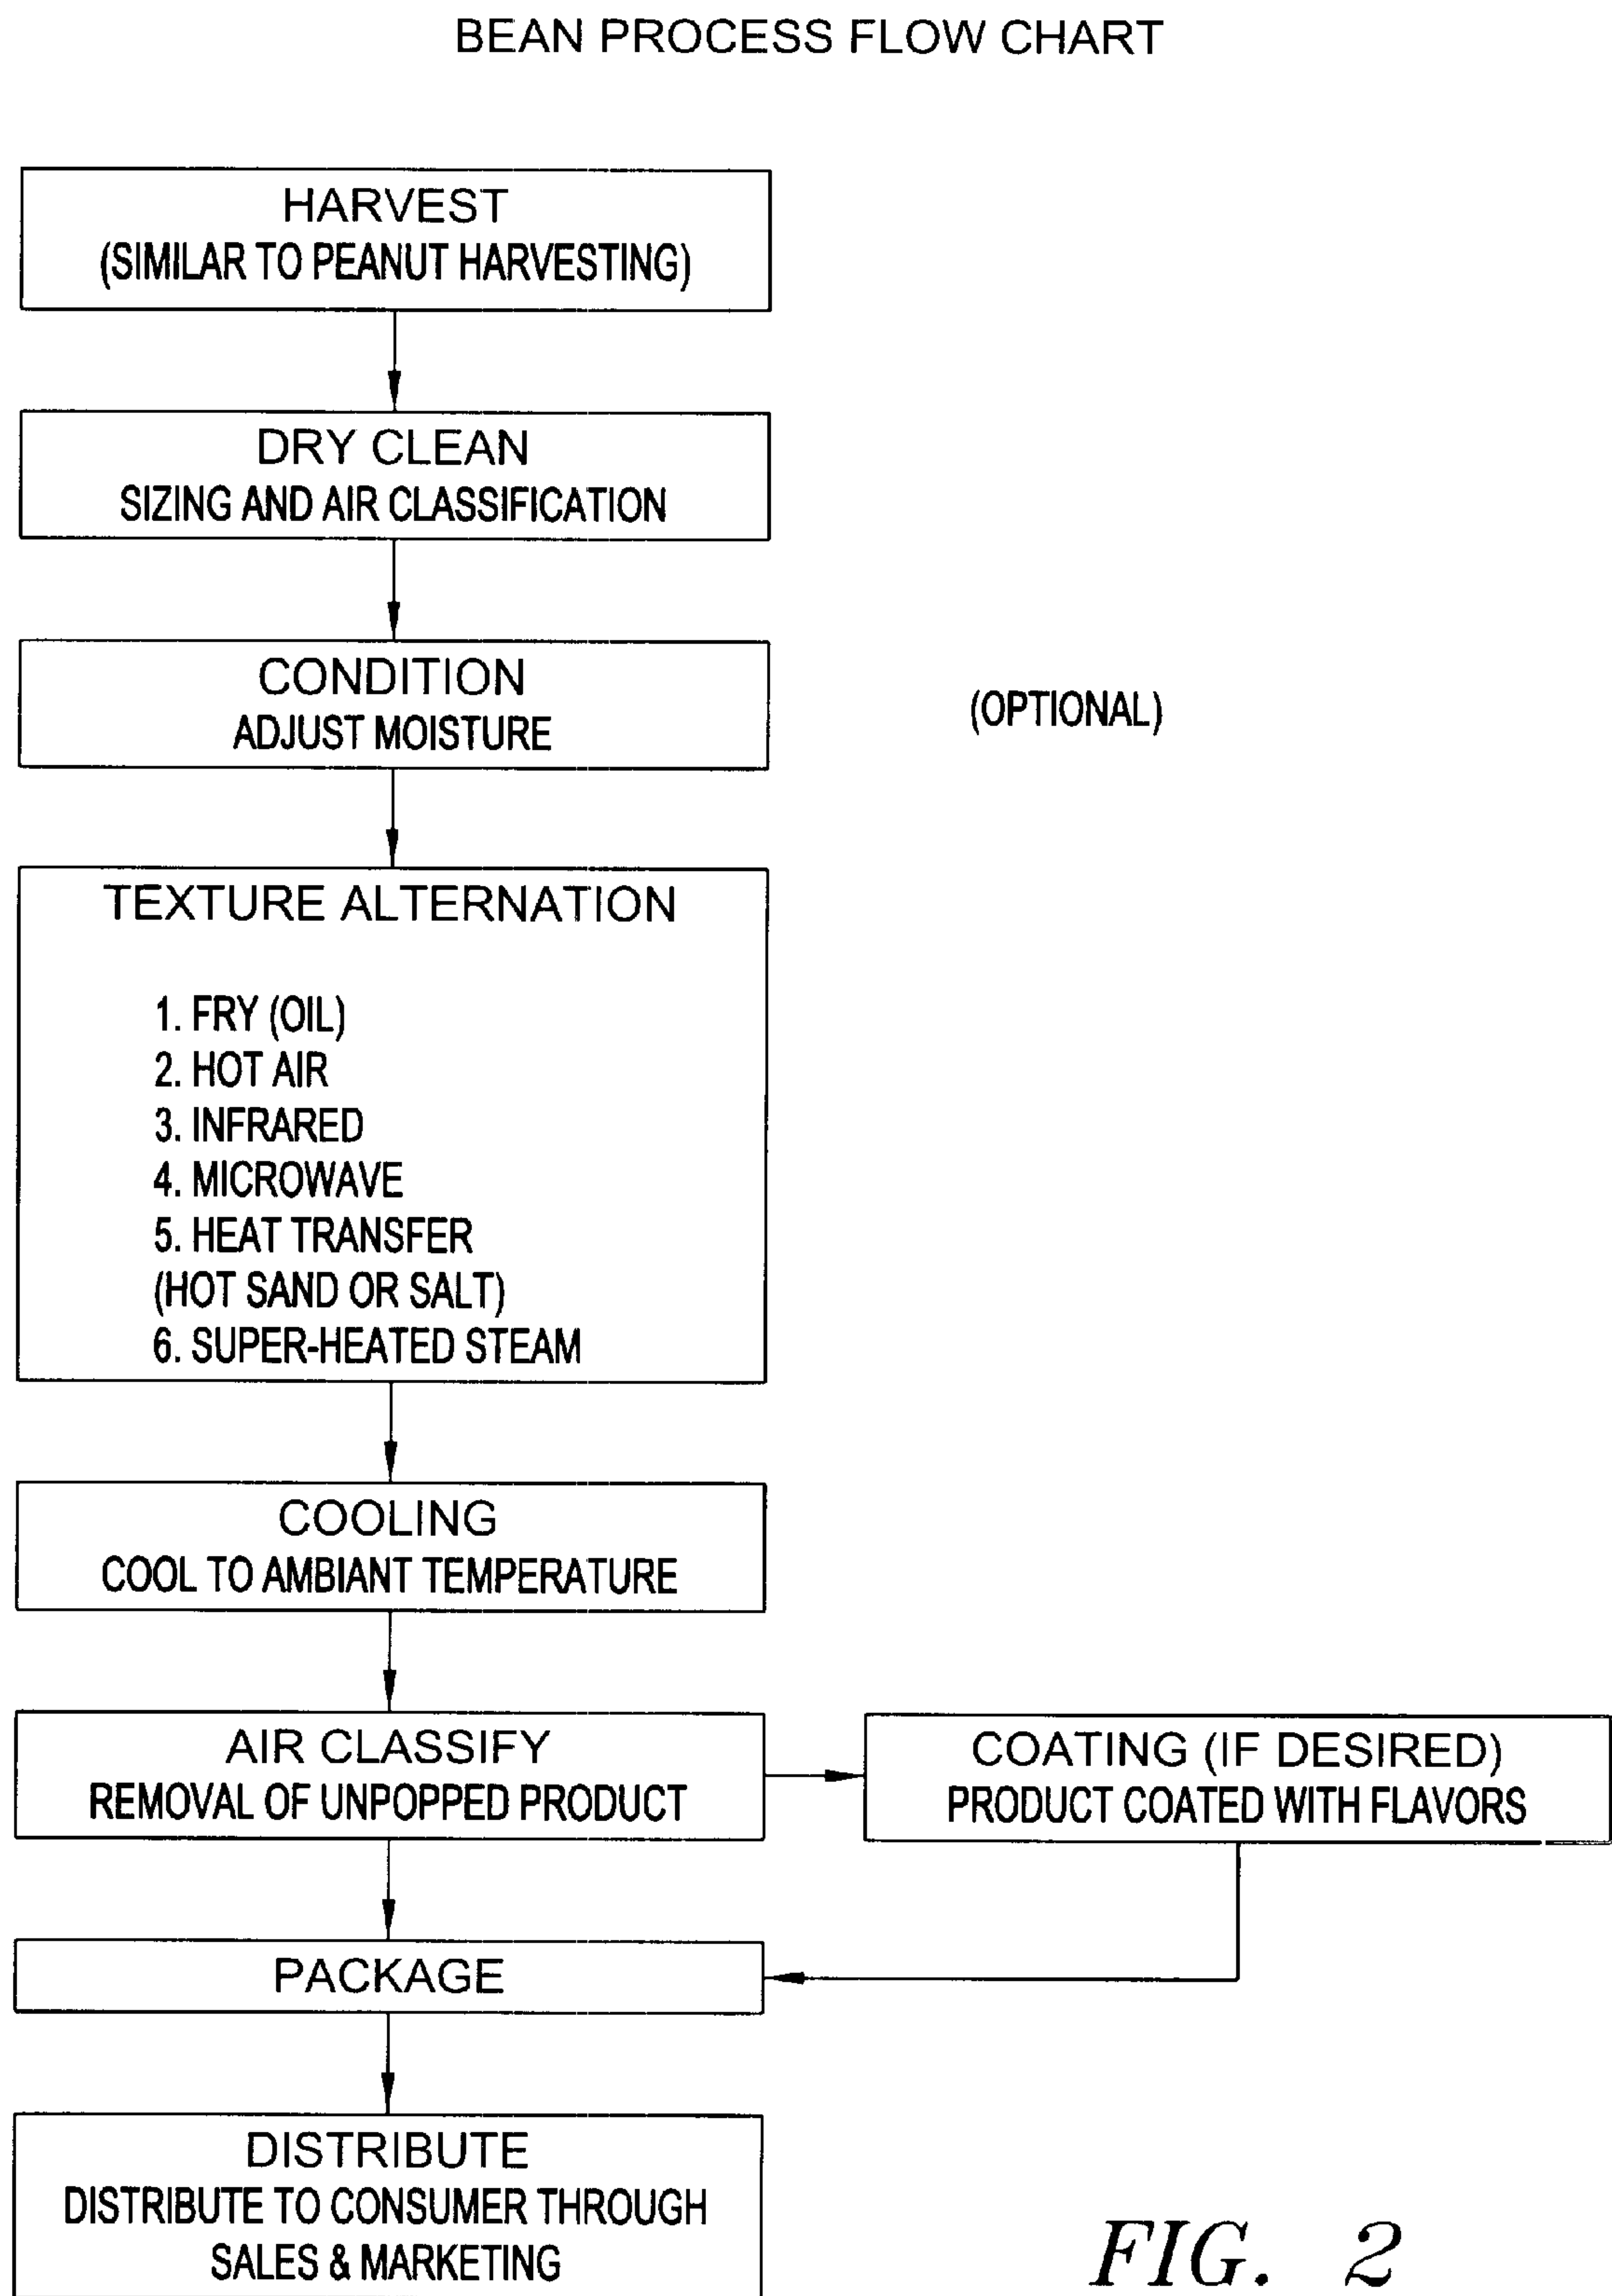 BEAN PROCESS FLOW CHART
HARVEST
(SIMILAR TO PEANUT HARVESTING)
DRY CLEAN
SIZING AND AIR CLASSIFICATION
CONDITION
ADJUST MOISTURE
(OPTIONAL)
TEXTURE ALTERNATION
1. FRY (OIL)
2. HOT AIR
3. INFRARED
4. MICROWAVE
5. HEAT TRANSFER
(HOT SAND OR SALT)
6. SUPER-HEATED STEAM
COOLING
COOL TO AMBIANT TEMPERATURE
AIR CLASSIFY
REMOVAL OF UNPOPPED PRODUCT
COATING (IF DESIRED)
PRODUCT COATED WITH FLAVORS
PACKAGE
DISTRIBUTE
DISTRIBUTE TO CONSUMER THROUGH
SALES & MARKETING
FIG. 2